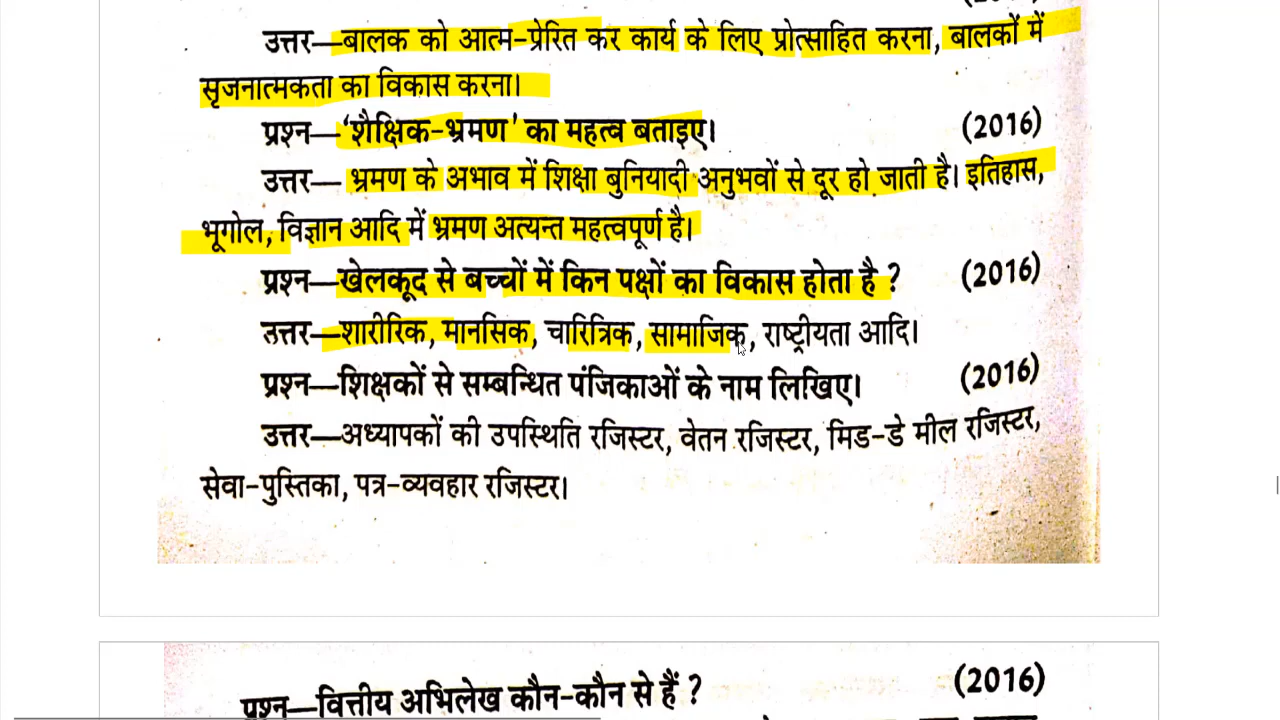 उत्तर—बालक को आत्म-प्रेरित कर कार्य के लिए प्रोत्साहित करना, बालकों में
सृजनात्मकता का विकास करना।
प्रश्न—'शैक्षिक-भ्रमण' का महत्व बताइए। (2016)
उत्तर— भ्रमण के अभाव में शिक्षा बुनियादी अनुभवों से दूर हो जाती है। इतिहास,
भूगोल, विज्ञान आदि में भ्रमण अत्यन्त महत्वपूर्ण है।
प्रश्न—खेलकूद से बच्चों में किन पक्षों का विकास होता है ? (2016)
उत्तर—शारीरिक, मानसिक, चारित्रिक, सामाजिक, राष्ट्रीयता आदि।
प्रश्न—शिक्षकों से सम्बन्धित पंजिकाओं के नाम लिखिए। (2016)
उत्तर—अध्यापकों की उपस्थिति रजिस्टर, वेतन रजिस्टर, मिड-डे मील रजिस्टर,
सेवा-पुस्तिका, पत्र-व्यवहार रजिस्टर।
प्रश्न—वित्तीय अभिलेख कौन-कौन से हैं ? (2016)